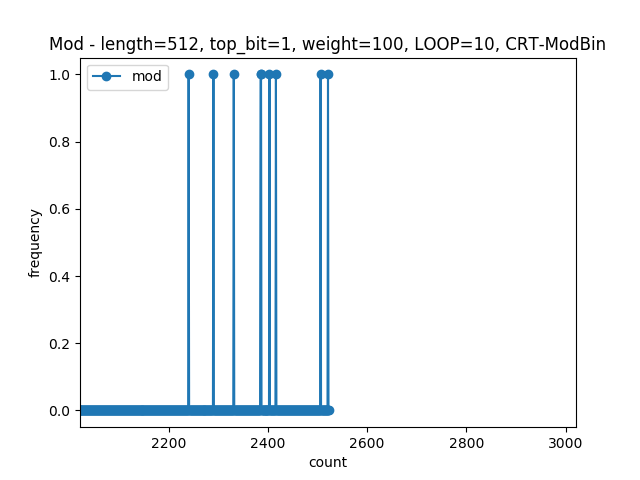 Mod - length=512, top_bit=1, weight=100, LOOP=10, CRT-ModBin
mod
1.0
0.8
0.6
0.4
0.2
0.0
frequency
2200 2400 2600 2800 3000
count